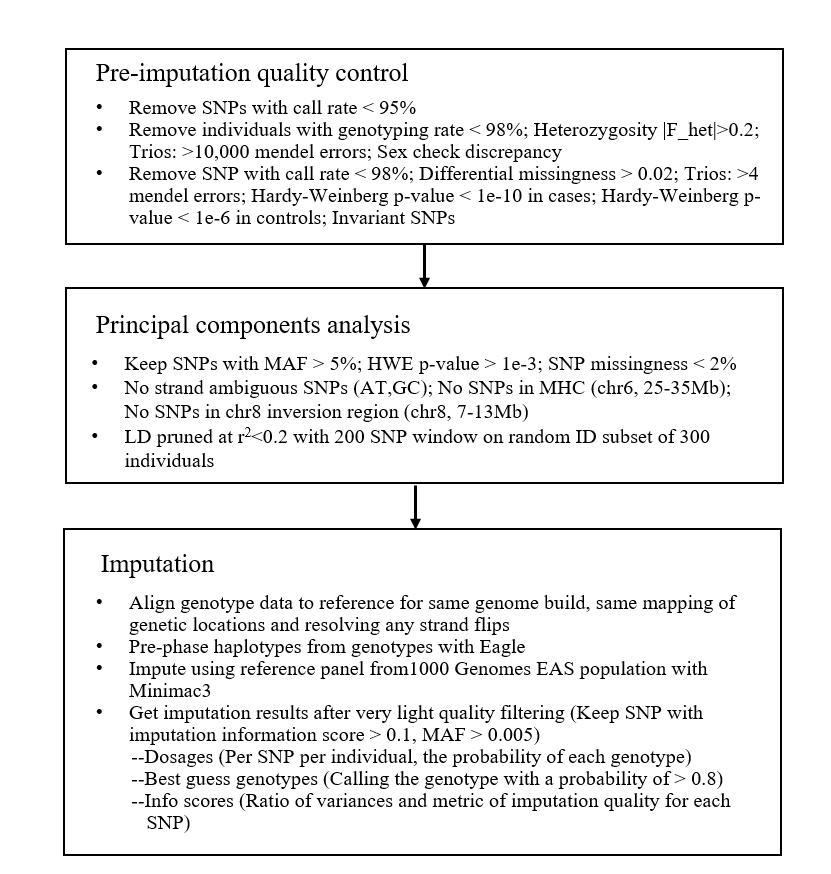 Pre-imputation quality control
• Remove SNPs with call rate < 95%
• Remove individuals with genotyping rate < 98%; Heterozygosity |F_het|>0.2;
Trios: >10,000 mendel errors; Sex check discrepancy
• Remove SNP with call rate < 98%; Differential missingness > 0.02; Trios: >4
mendel errors; Hardy-Weinberg p-value < 1e-10 in cases; Hardy-Weinberg p-
value < 1e-6 in controls; Invariant SNPs
Principal components analysis
• Keep SNPs with MAF > 5%; HWE p-value > 1e-3; SNP missingness < 2%
• No strand ambiguous SNPs (AT,GC); No SNPs in MHC (chr6, 25-35Mb);
No SNPs in chr8 inversion region (chr8, 7-13Mb)
• LD pruned at r²<0.2 with 200 SNP window on random ID subset of 300
individuals
Imputation
• Align genotype data to reference for same genome build, same mapping of
genetic locations and resolving any strand flips
• Pre-phase haplotypes from genotypes with Eagle
• Impute using reference panel from1000 Genomes EAS population with
Minimac3
• Get imputation results after very light quality filtering (Keep SNP with
imputation information score > 0.1, MAF > 0.005)
--Dosages (Per SNP per individual, the probability of each genotype)
--Best guess genotypes (Calling the genotype with a probability of > 0.8)
--Info scores (Ratio of variances and metric of imputation quality for each
SNP)